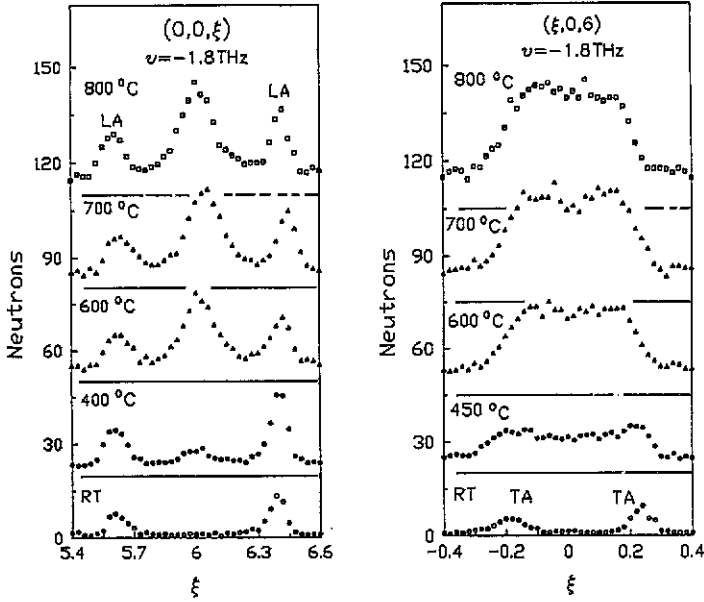 (0,0,ξ)
υ=−1.8THz
150
800 °C
LA
LA
120
700 °C
90
600 °C
60
400 °C
30
RT
0
5.4 5.7 6 6.3 6.6
ξ
Neutrons
(ξ,0,6)
υ=−1.8THz
150
800 °C
120
700 °C
90
600 °C
60
450 °C
30
RT TA TA
0
−0.4 −0.2 0 0.2 0.4
ξ
Neutrons